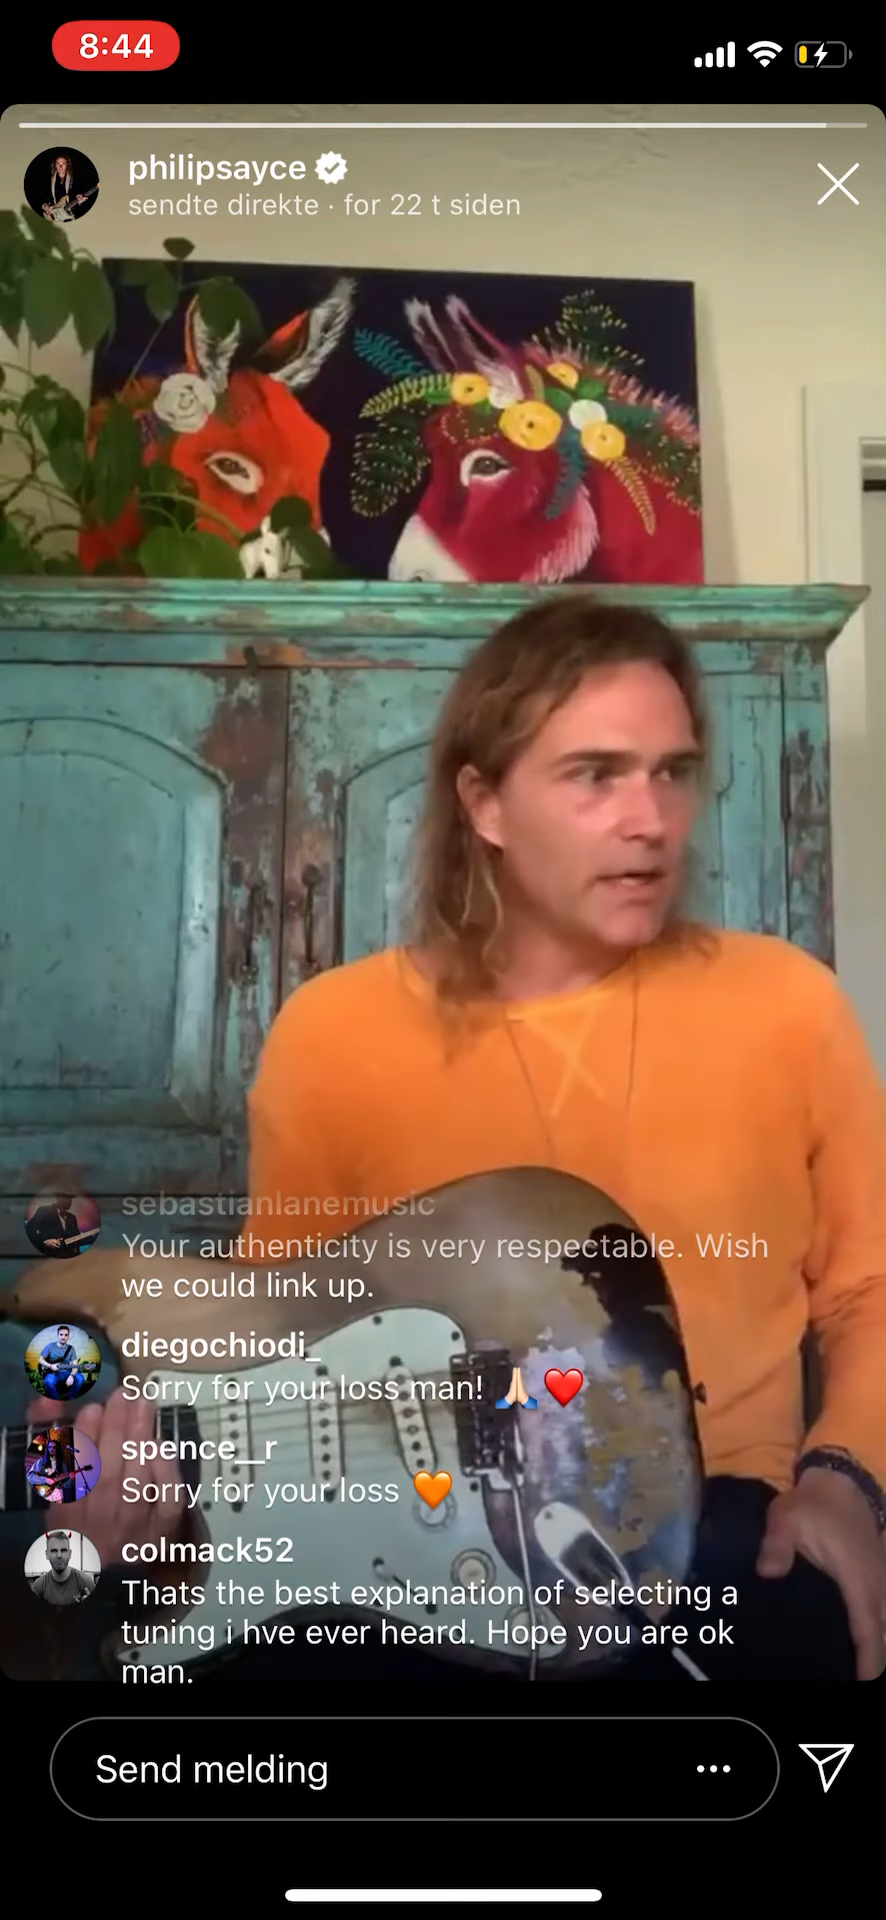 8:44
philipsayce
sendte direkte · for 22 t siden
sebastianlanemusic
Your authenticity is very respectable. Wish
we could link up.
diegochiodi_
Sorry for your loss man! 🙏🏻❤️
spence__r
Sorry for your loss 🧡
colmack52
Thats the best explanation of selecting a
tuning i hve ever heard. Hope you are ok
man.
Send melding